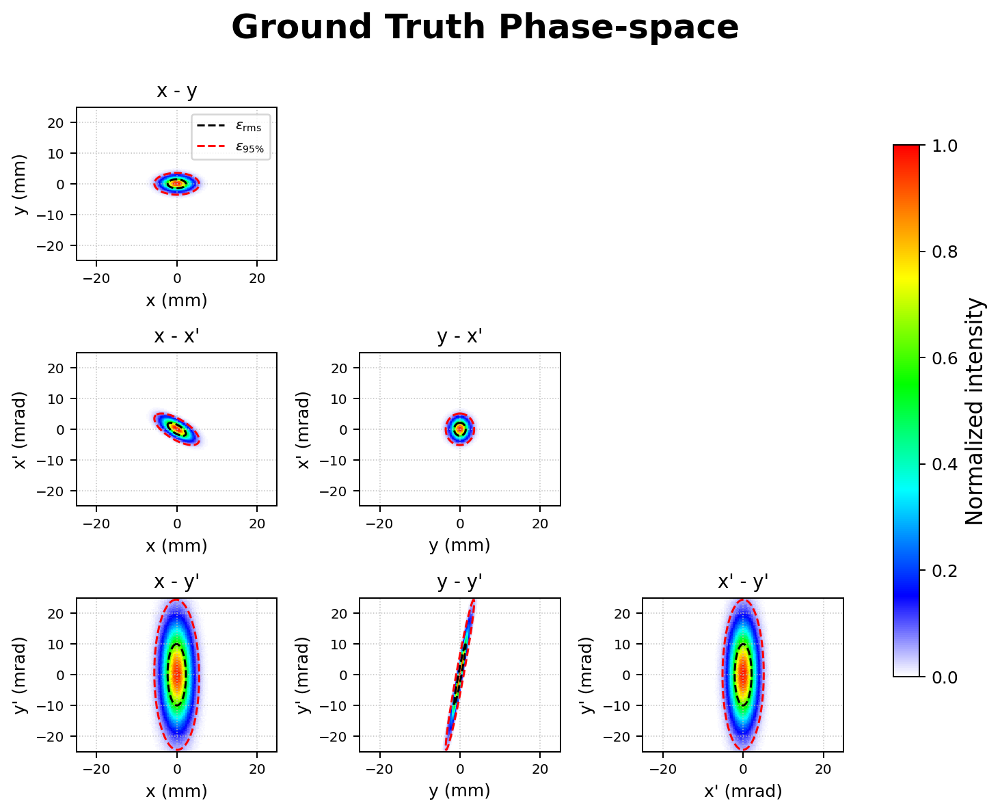 Ground Truth Phase-space
x - y
20
10
0
−10
−20
y (mm)
ε_rms
ε_95%
−20 0 20
x (mm)
x - x'
20
10
0
−10
−20
x' (mrad)
−20 0 20
x (mm)
y - x'
20
10
0
−10
−20
x' (mrad)
−20 0 20
y (mm)
x - y'
20
10
0
−10
−20
y' (mrad)
−20 0 20
x (mm)
y - y'
20
10
0
−10
−20
y' (mrad)
−20 0 20
y (mm)
x' - y'
20
10
0
−10
−20
y' (mrad)
−20 0 20
x' (mrad)
1.0
0.8
0.6
0.4
0.2
0.0
Normalized intensity